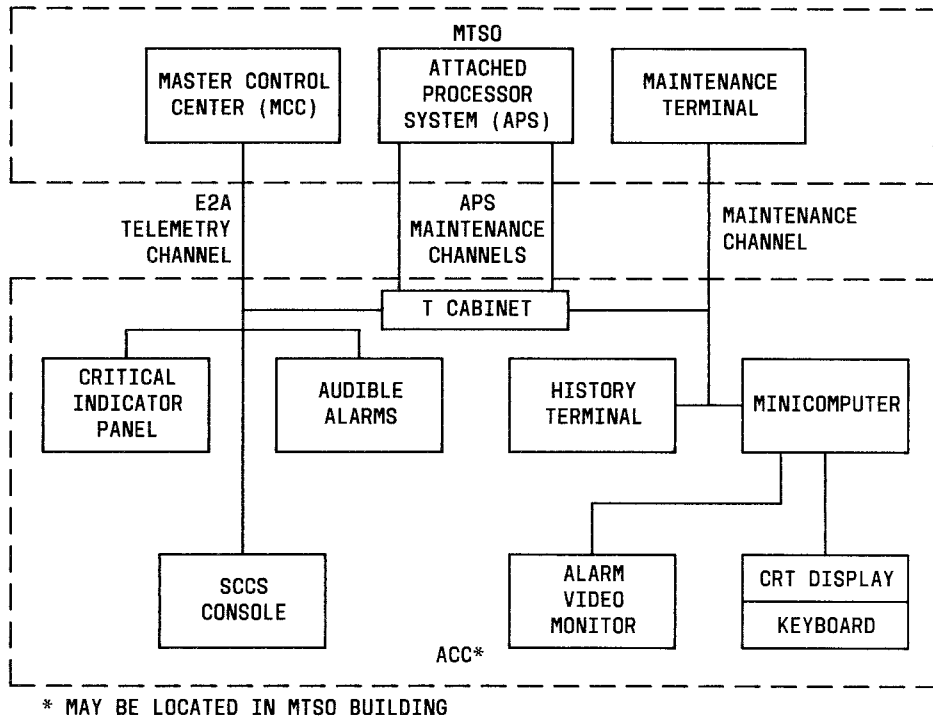 MTSO
MASTER CONTROL
CENTER (MCC)
ATTACHED
PROCESSOR
SYSTEM (APS)
MAINTENANCE
TERMINAL
E2A
TELEMETRY
CHANNEL
APS
MAINTENANCE
CHANNELS
MAINTENANCE
CHANNEL
T CABINET
CRITICAL
INDICATOR
PANEL
AUDIBLE
ALARMS
HISTORY
TERMINAL
MINICOMPUTER
SCCS
CONSOLE
ALARM
VIDEO
MONITOR
CRT DISPLAY
KEYBOARD
ACC*
* MAY BE LOCATED IN MTSO BUILDING